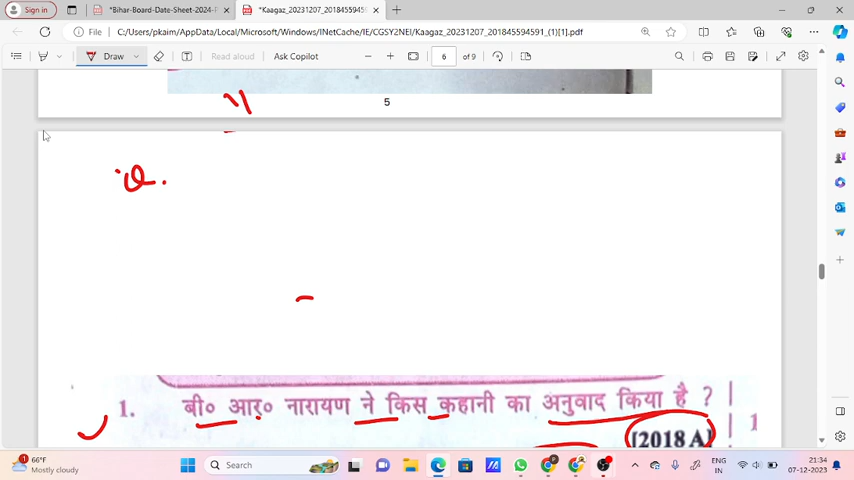 Sign in
*Bihar-Board-Date-Sheet-2024-F
*Kaagaz_20231207_2018455945
File
C:/Users/pkaim/AppData/Local/Microsoft/Windows/INetCache/IE/CGSY2NEI/Kaagaz_20231207_201845594591_(1)[1].pdf
Draw
Read aloud
Ask Copilot
6
of 9
5
1. बी० आर० नारायण ने किस कहानी का अनुवाद किया है ?
1
[2018 A]
66°F
Mostly cloudy
Search
ENG
IN
21:34
07-12-2023